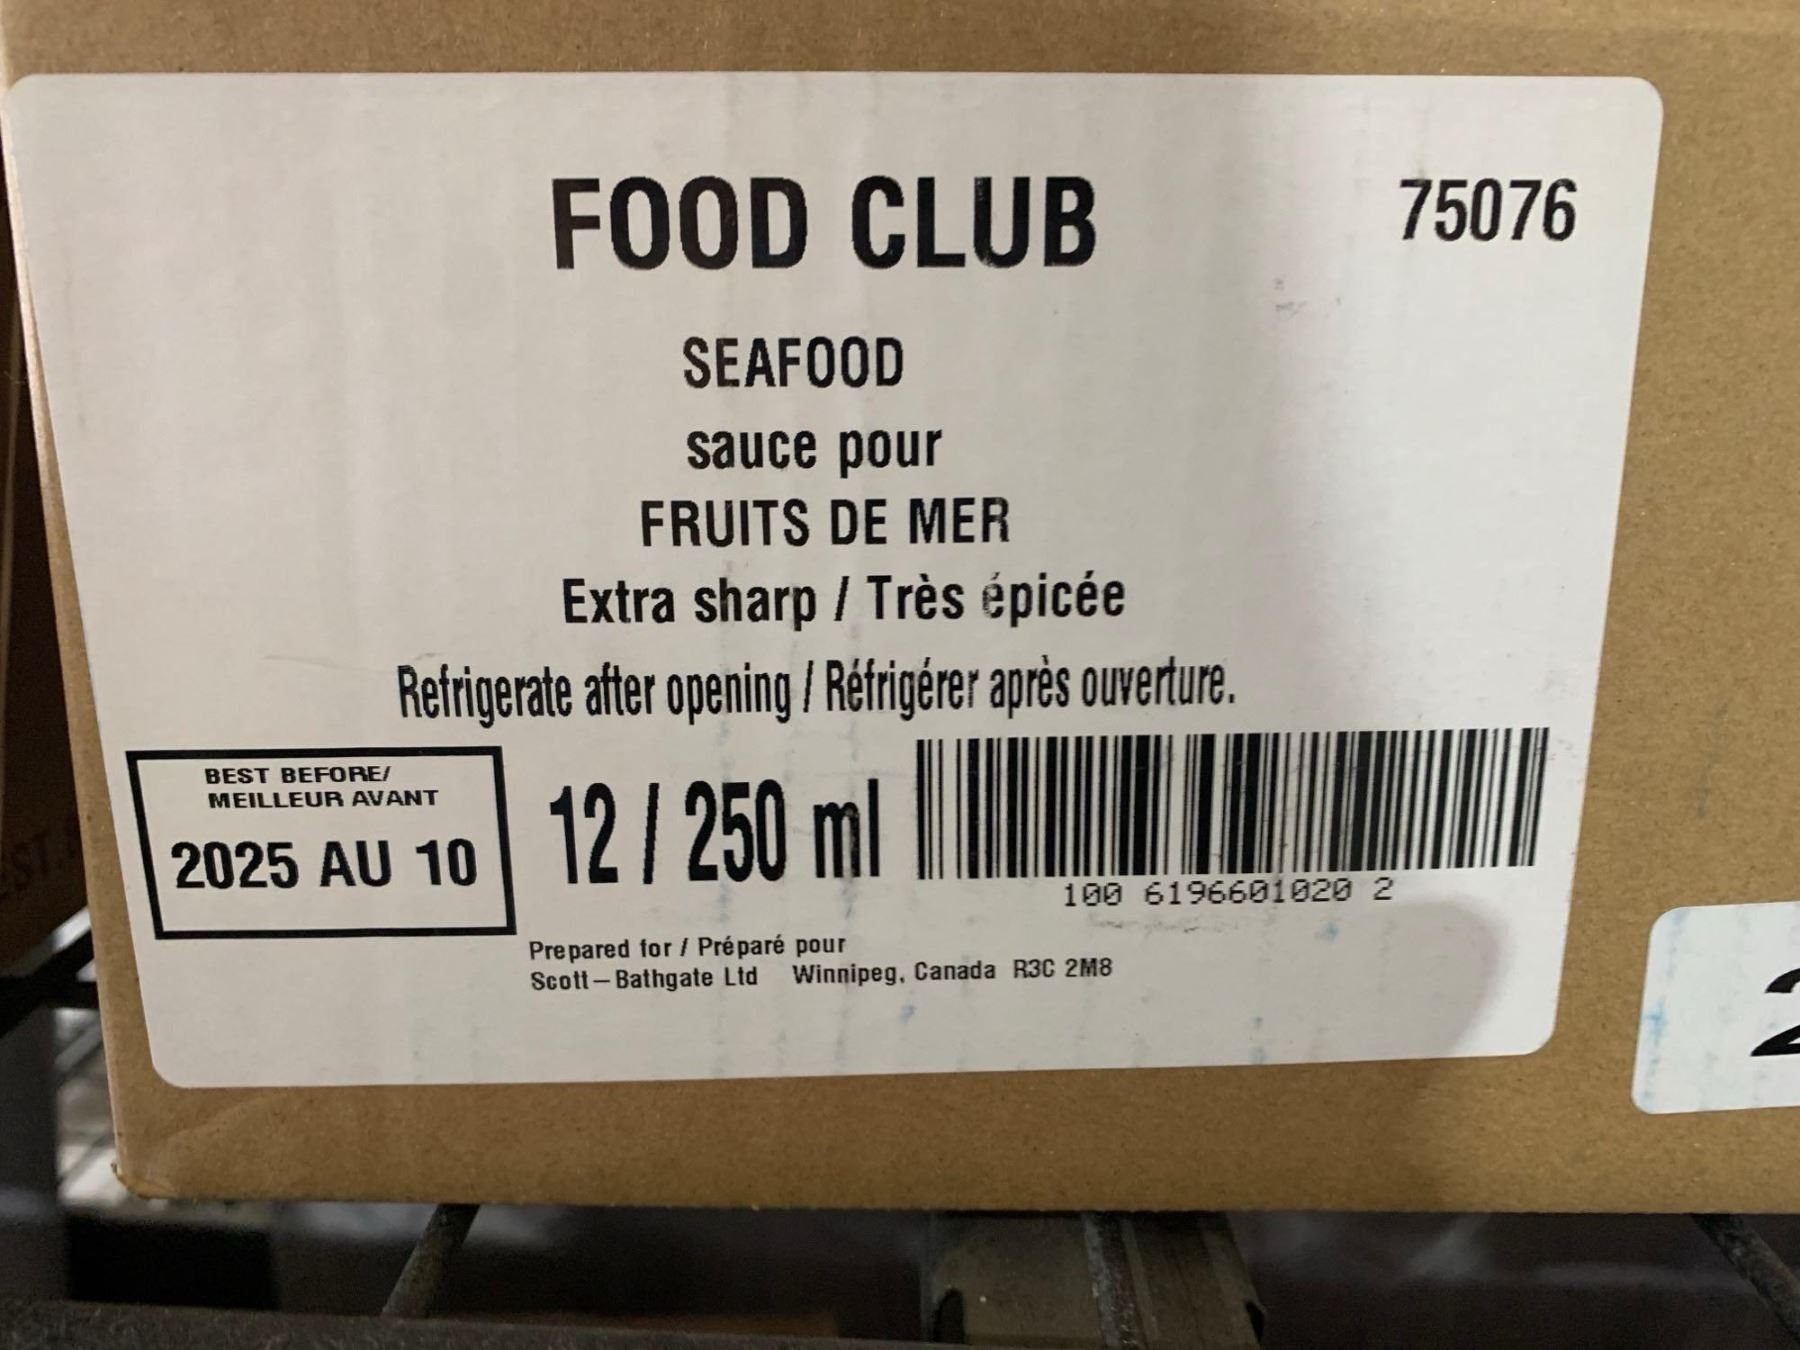 FOOD CLUB
75076
SEAFOOD
sauce pour
FRUITS DE MER
Extra sharp / Très épicée
Refrigerate after opening / Réfrigérer après ouverture.
BEST BEFORE/
MEILLEUR AVANT
2025 AU 10
12 / 250 ml
100 6196601020 2
Prepared for / Préparé pour
Scott–Bathgate Ltd Winnipeg, Canada R3C 2M8